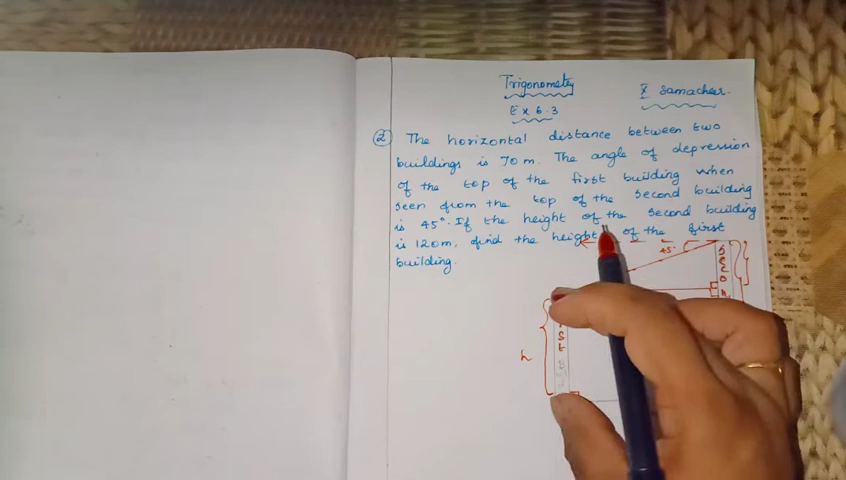 Trigonometry
X Samacheer.
Ex 6.3
② The horizontal distance between two
buildings is 70 m. The angle of depression
of the top of the first building when
seen from the top of the second building
is 45°. If the height of the second building
is 120m, find the height of the first
building.
45°
S
E
C
O
S
t
h